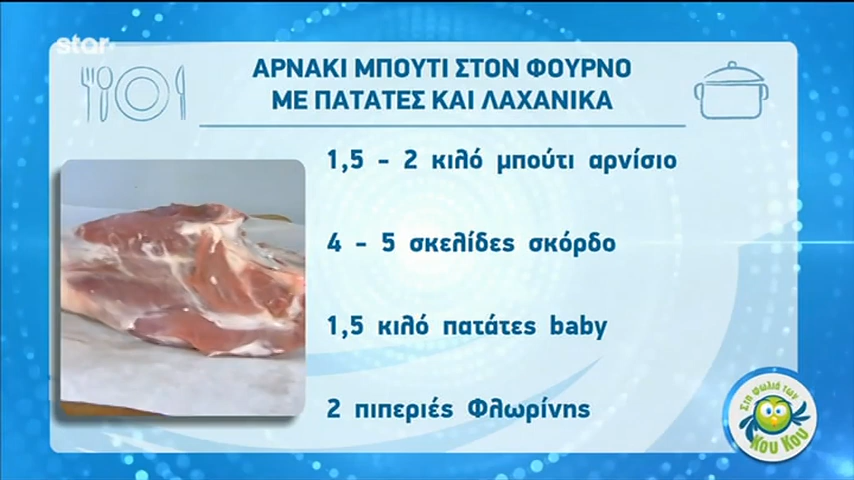 star
ΑΡΝΑΚΙ ΜΠΟΥΤΙ ΣΤΟΝ ΦΟΥΡΝΟ
ΜΕ ΠΑΤΑΤΕΣ ΚΑΙ ΛΑΧΑΝΙΚΑ
1,5 - 2 κιλό μπούτι αρνίσιο
4 - 5 σκελίδες σκόρδο
1,5 κιλό πατάτες baby
2 πιπεριές Φλωρίνης
Στη φωλιά των
Κου Κου